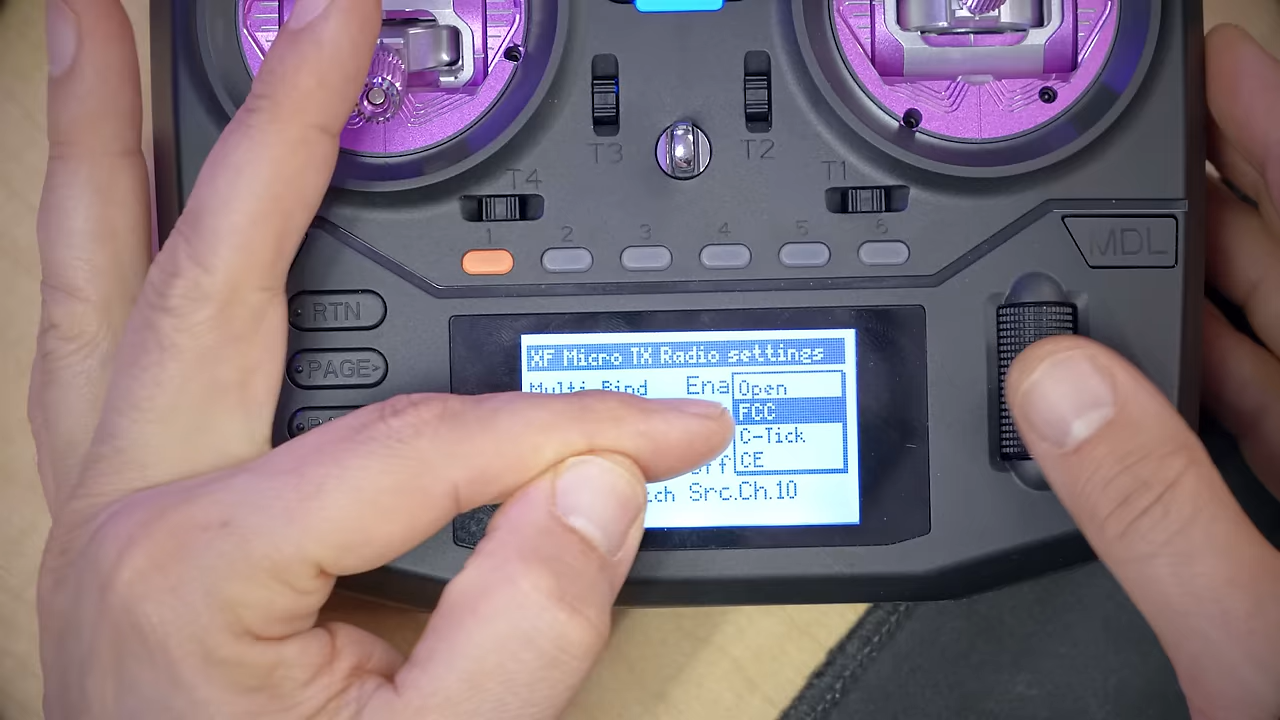 T3
T2
T4
T1
1 2 3 4 5 6
MDL
RTN
PAGE>
XF Micro TX Radio settings
Multi Bind Ena
Open
FCC
C-Tick
CE
Off
Src.Ch.10